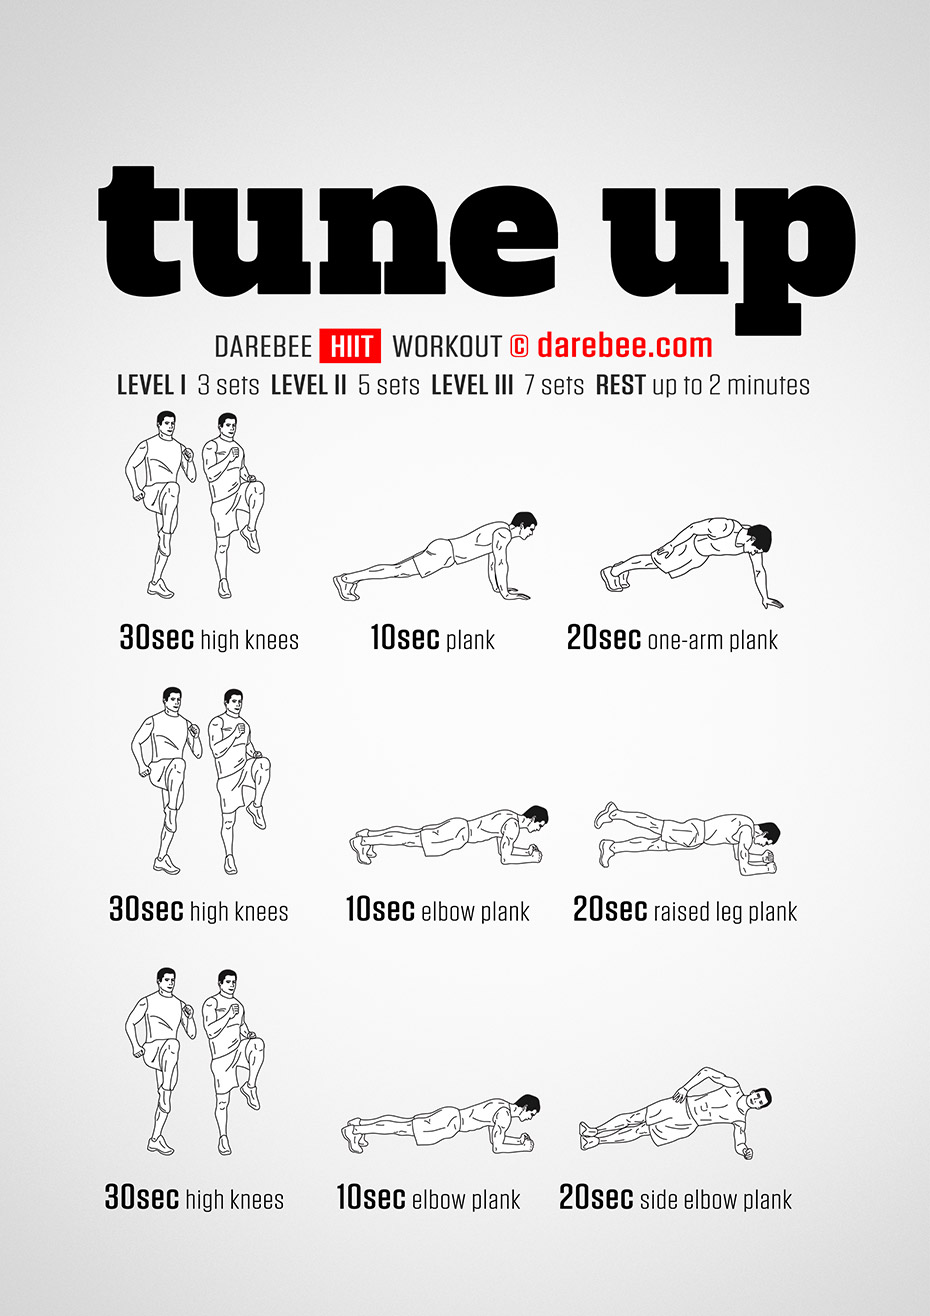 tune up
DAREBEE HIIT WORKOUT © darebee.com
LEVEL I 3 sets LEVEL II 5 sets LEVEL III 7 sets REST up to 2 minutes
30sec high knees
10sec plank
20sec one-arm plank
30sec high knees
10sec elbow plank
20sec raised leg plank
30sec high knees
10sec elbow plank
20sec side elbow plank